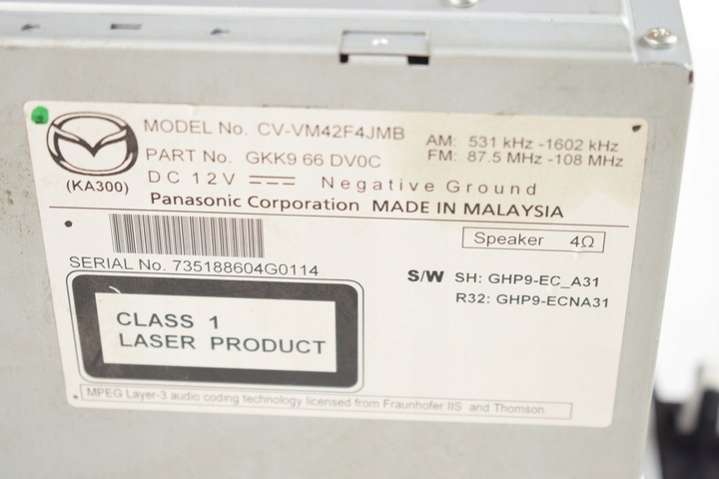 MODEL No. CV-VM42F4JMB
AM: 531 kHz -1602 kHz
PART No. GKK9 66 DV0C
FM: 87.5 MHz -108 MHz
(KA300)
DC 12V Negative Ground
Panasonic Corporation MADE IN MALAYSIA
Speaker 4Ω
SERIAL No. 735188604G0114
S/W SH: GHP9-EC_A31
R32: GHP9-ECNA31
CLASS 1
LASER PRODUCT
MPEG Layer-3 audio coding technology licensed from Fraunhofer IIS and Thomson.